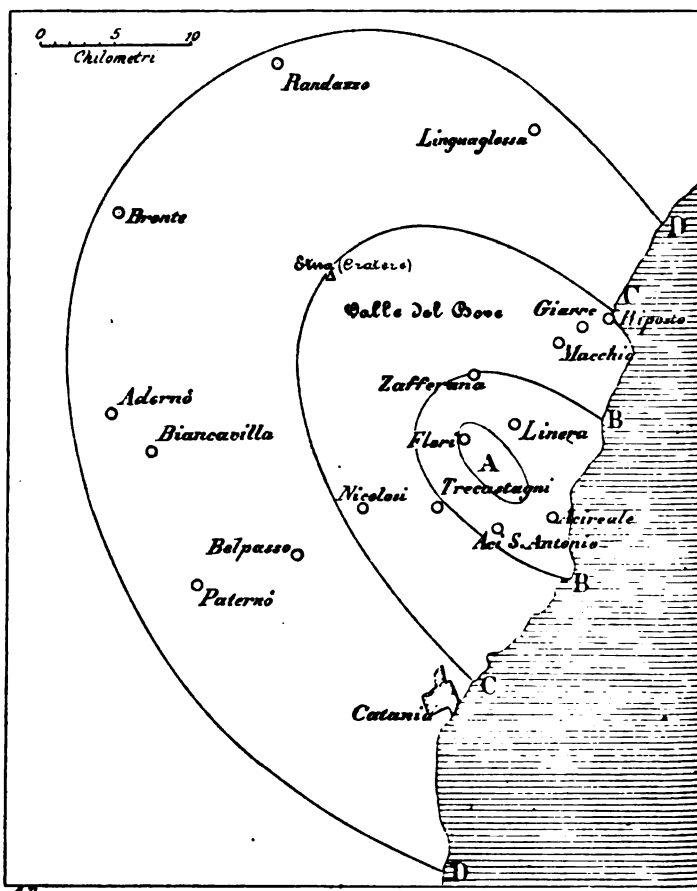 0 5 10
Chilometri
Randazzo
Linguaglossa
Bronte
D
Etna (Cratere)
C
Valle del Bove
Giarre
Riposto
Macchia
Zafferana
Adernò
B
Biancavilla
Fleri
Linera
A
Trecastagni
Nicolosi
Acireale
Aci S. Antonio
Belpasso
B
Paternò
C
Catania
D